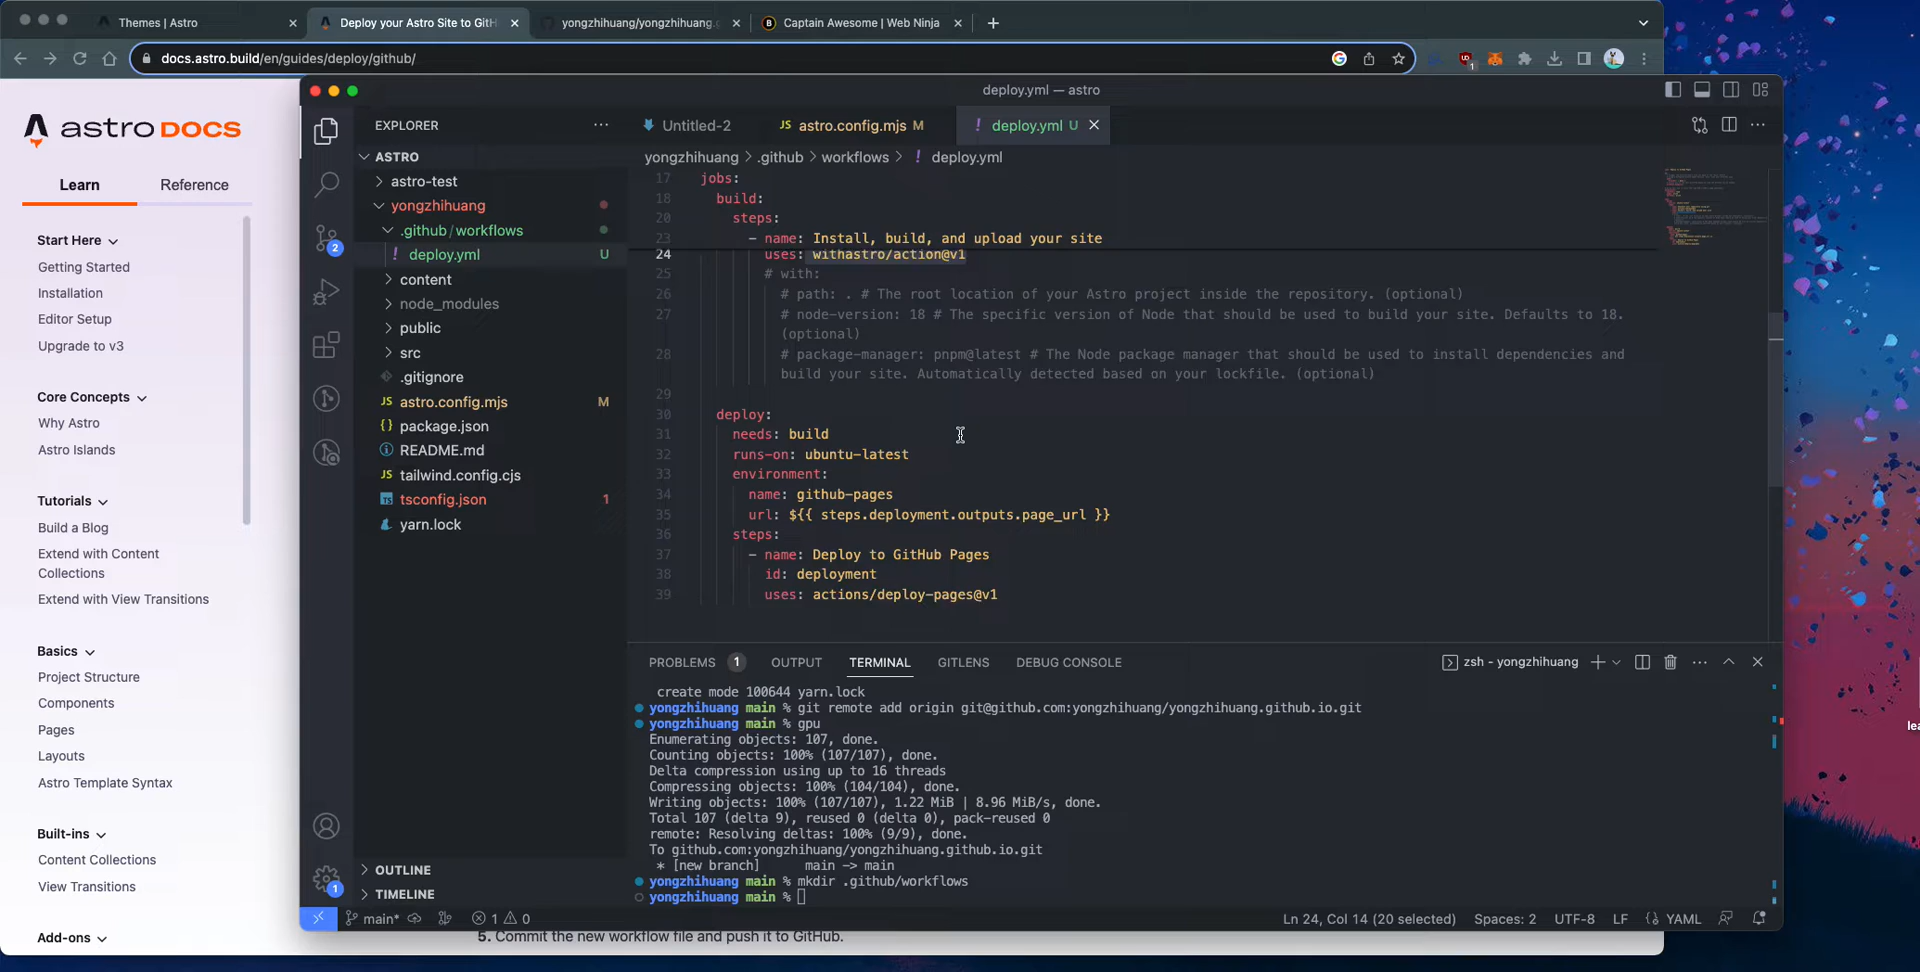 Themes | Astro
Deploy your Astro Site to GitH
yongzhihuang/yongzhihuang.g
Captain Awesome | Web Ninja
docs.astro.build/en/guides/deploy/github/
1
astro DOCS
Learn
Reference
Start Here
Getting Started
Installation
Editor Setup
Upgrade to v3
Core Concepts
Why Astro
Astro Islands
Tutorials
Build a Blog
Extend with Content
Collections
Extend with View Transitions
Basics
Project Structure
Components
Pages
Layouts
Astro Template Syntax
Built-ins
Content Collections
View Transitions
Add-ons
5. Commit the new workflow file and push it to GitHub.
deploy.yml — astro
2
1
EXPLORER
ASTRO
astro-test
yongzhihuang
.github/workflows
! deploy.yml U
content
node_modules
public
src
.gitignore
JS astro.config.mjs M
{} package.json
README.md
JS tailwind.config.cjs
TS tsconfig.json 1
yarn.lock
OUTLINE
TIMELINE
Untitled-2
JS astro.config.mjs M
! deploy.yml U
yongzhihuang > .github > workflows > ! deploy.yml
17 jobs:
18 build:
20 steps:
23 - name: Install, build, and upload your site
24 uses: withastro/action@v1
25 # with:
26 # path: . # The root location of your Astro project inside the repository. (optional)
27 # node-version: 18 # The specific version of Node that should be used to build your site. Defaults to 18.
(optional)
28 # package-manager: pnpm@latest # The Node package manager that should be used to install dependencies and
build your site. Automatically detected based on your lockfile. (optional)
29
30 deploy:
31 needs: build
32 runs-on: ubuntu-latest
33 environment:
34 name: github-pages
35 url: ${{ steps.deployment.outputs.page_url }}
36 steps:
37 - name: Deploy to GitHub Pages
38 id: deployment
39 uses: actions/deploy-pages@v1
PROBLEMS 1
OUTPUT
TERMINAL
GITLENS
DEBUG CONSOLE
zsh - yongzhihuang
create mode 100644 yarn.lock
yongzhihuang main % git remote add origin git@github.com:yongzhihuang/yongzhihuang.github.io.git
yongzhihuang main % gpu
Enumerating objects: 107, done.
Counting objects: 100% (107/107), done.
Delta compression using up to 16 threads
Compressing objects: 100% (104/104), done.
Writing objects: 100% (107/107), 1.22 MiB | 8.96 MiB/s, done.
Total 107 (delta 9), reused 0 (delta 0), pack-reused 0
remote: Resolving deltas: 100% (9/9), done.
To github.com:yongzhihuang/yongzhihuang.github.io.git
* [new branch] main -> main
yongzhihuang main % mkdir .github/workflows
yongzhihuang main %
main*
1 0
Ln 24, Col 14 (20 selected)
Spaces: 2
UTF-8
LF
{} YAML
lea